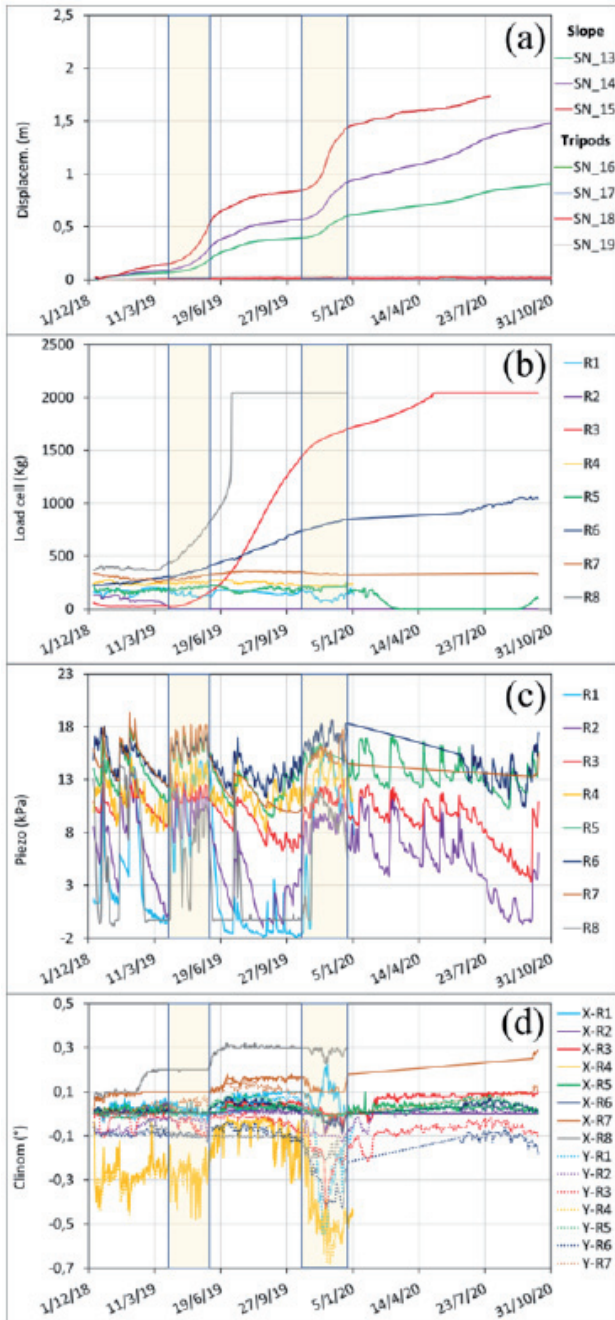 (a)
2,5
2
1,5
1
0,5
0
Displacem. (m)
1/12/18
11/3/19
19/6/19
27/9/19
5/1/20
14/4/20
23/7/20
31/10/20
Slope
SN_13
SN_14
SN_15
Tripods
SN_16
SN_17
SN_18
SN_19
(b)
2500
2000
1500
1000
500
0
Load cell (Kg)
1/12/18
11/3/19
19/6/19
27/9/19
5/1/20
14/4/20
23/7/20
31/10/20
R1
R2
R3
R4
R5
R6
R7
R8
(c)
23
18
13
8
3
-2
Piezo (kPa)
1/12/18
11/3/19
19/6/19
27/9/19
5/1/20
14/4/20
23/7/20
31/10/20
R1
R2
R3
R4
R5
R6
R7
R8
(d)
0,5
0,3
0,1
-0,1
-0,3
-0,5
-0,7
Clinom (°)
1/12/18
11/3/19
19/6/19
27/9/19
5/1/20
14/4/20
23/7/20
31/10/20
X-R1
X-R2
X-R3
X-R4
X-R5
X-R6
X-R7
X-R8
Y-R1
Y-R2
Y-R3
Y-R4
Y-R5
Y-R6
Y-R7